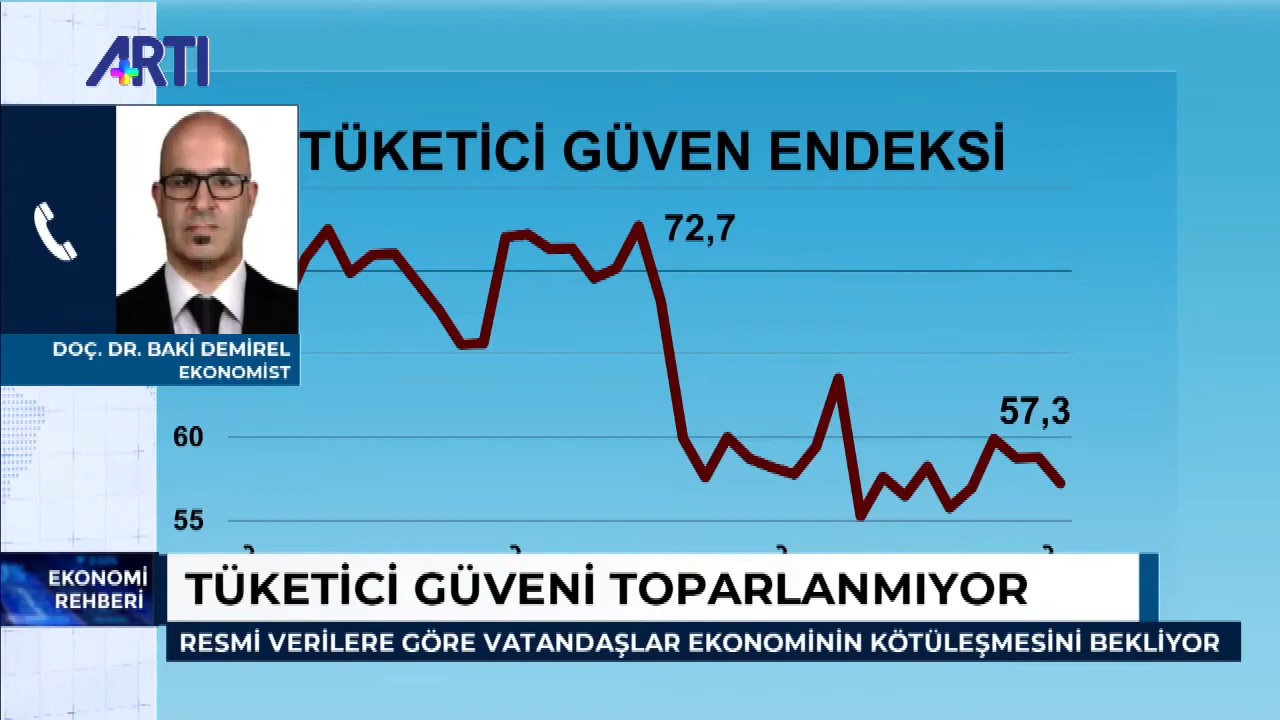 ARTI
TÜKETİCİ GÜVEN ENDEKSİ
72,7
DOÇ. DR. BAKİ DEMİREL
EKONOMİST
57,3
60
55
EKONOMİ
REHBERİ
TÜKETİCİ GÜVENİ TOPARLANMIYOR
RESMİ VERİLERE GÖRE VATANDAŞLAR EKONOMİNİN KÖTÜLEŞMESİNİ BEKLİYOR